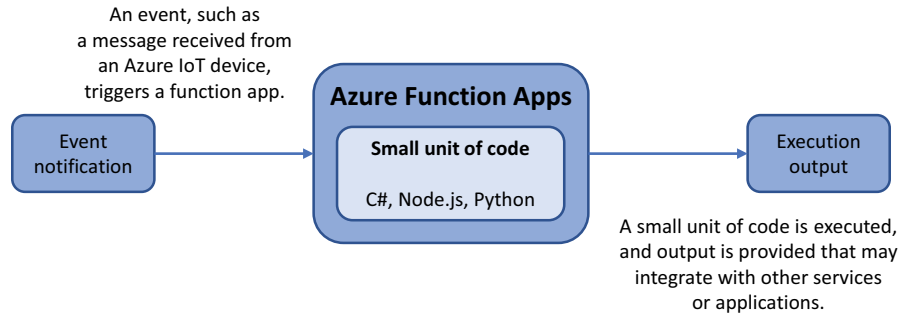 An event, such as
a message received from
an Azure IoT device,
triggers a function app.
Event
notification
Azure Function Apps
Small unit of code
C#, Node.js, Python
Execution
output
A small unit of code is executed,
and output is provided that may
integrate with other services
or applications.